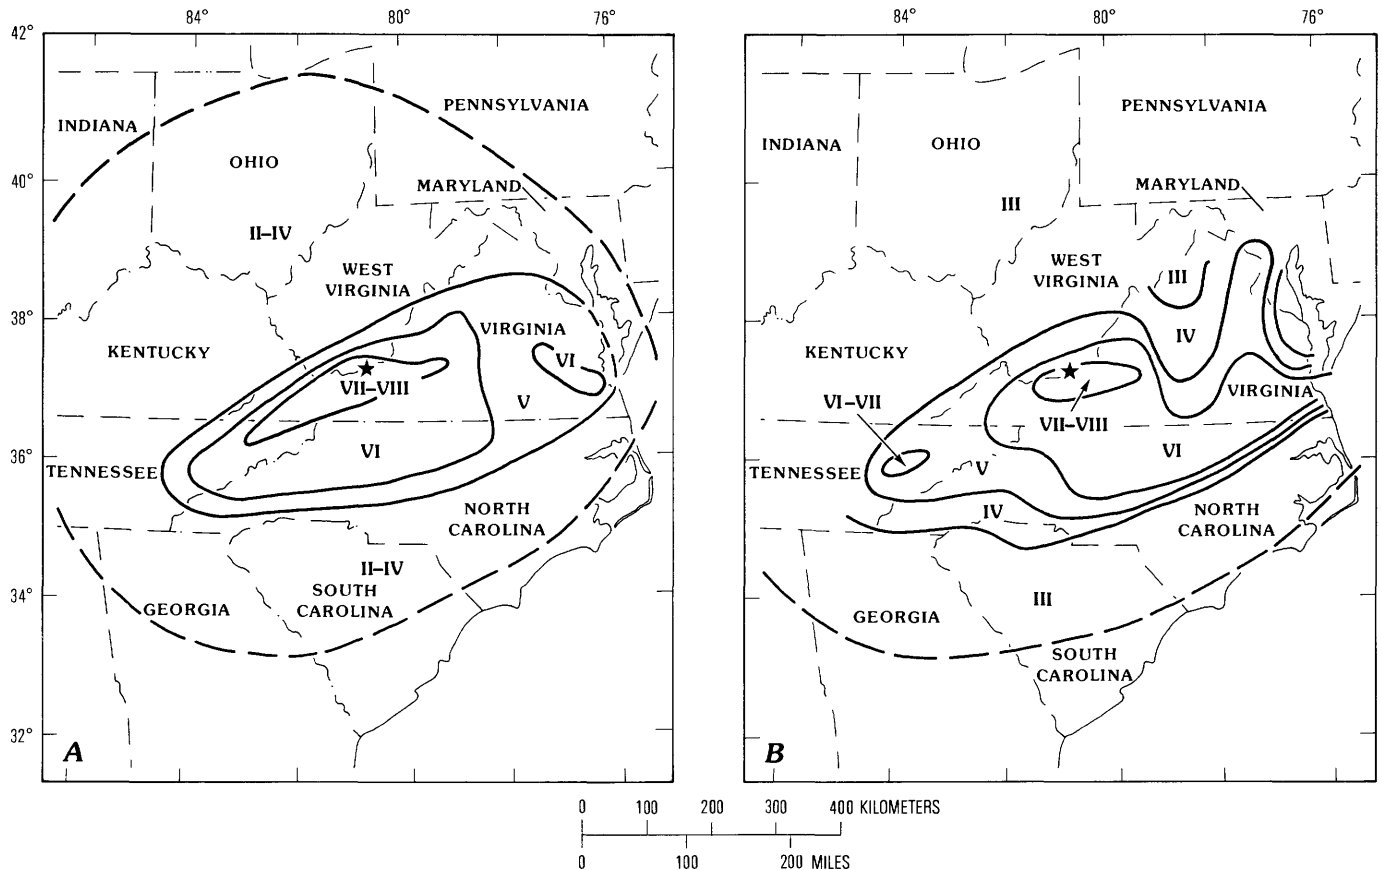 84° 80° 76°
42°
40°
38°
36°
34°
32°
PENNSYLVANIA
INDIANA
OHIO
MARYLAND
II–IV
WEST
VIRGINIA
VIRGINIA
KENTUCKY
VI
VII–VIII
V
VI
TENNESSEE
NORTH
CAROLINA
II–IV
SOUTH
CAROLINA
GEORGIA
A
84° 80° 76°
PENNSYLVANIA
INDIANA
OHIO
MARYLAND
III
WEST
VIRGINIA
III
IV
KENTUCKY
VIRGINIA
VI–VII
VII–VIII
VI
TENNESSEE
V
IV
NORTH
CAROLINA
III
GEORGIA
SOUTH
CAROLINA
B
0 100 200 300 400 KILOMETERS
0 100 200 MILES